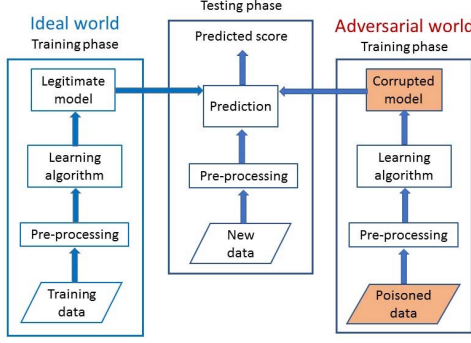 Ideal world
Training phase
Legitimate
model
Learning
algorithm
Pre-processing
Training
data
Testing phase
Predicted score
Prediction
Pre-processing
New
data
Adversarial world
Training phase
Corrupted
model
Learning
algorithm
Pre-processing
Poisoned
data